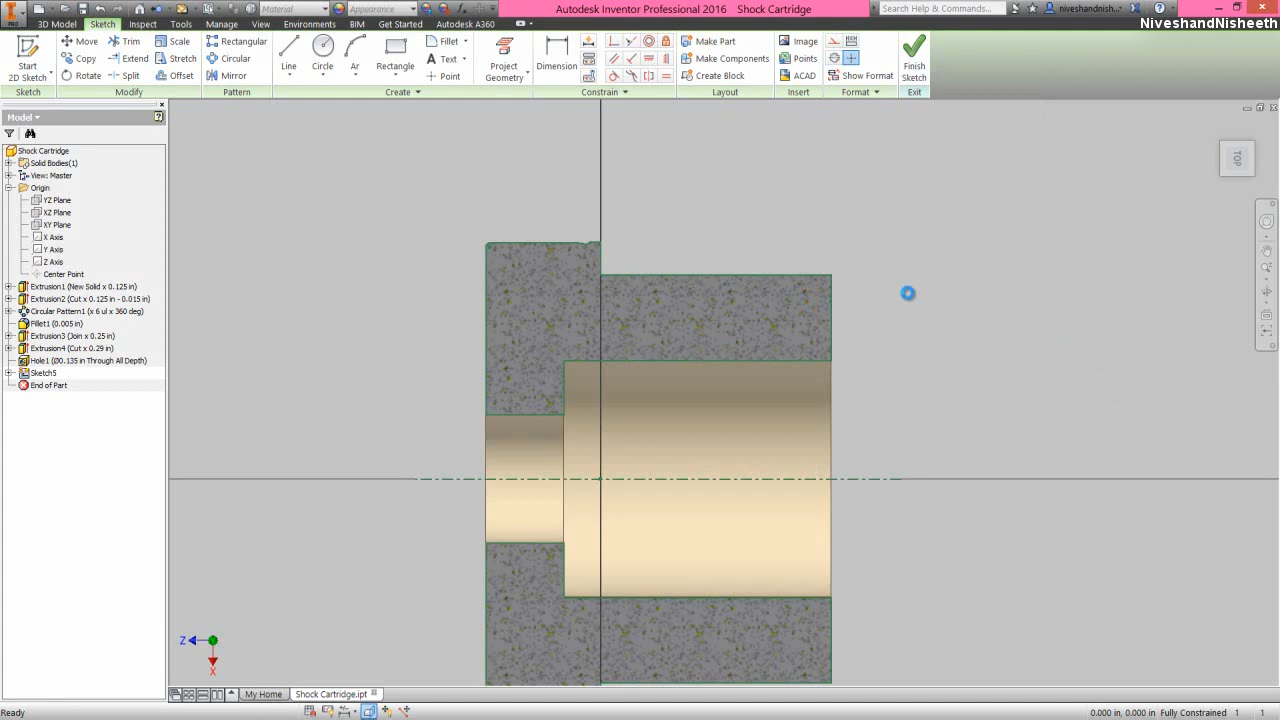 Autodesk Inventor Professional 2016 Shock Cartridge
Material
Appearance
Search Help & Commands...
niveshandnish...
NiveshandNisheeth
PRO
3D Model Sketch Inspect Tools Manage View Environments BIM Get Started Autodesk A360
Start
2D Sketch
Move
Copy
Rotate
Trim
Split
Scale
Stretch
Offset
Rectangular
Circular
Mirror
Line
Circle
Ar
Rectangle
Fillet
Text
Point
Project
Geometry
Dimension
Make Part
Make Components
Create Block
Image
Points
ACAD
Show Format
Finish
Sketch
Sketch Modify Pattern Create Constrain Layout Insert Format Exit
Model
Shock Cartridge
Solid Bodies(1)
View: Master
Origin
YZ Plane
XZ Plane
XY Plane
X Axis
Y Axis
Z Axis
Center Point
Extrusion1 (New Solid x 0.125 in)
Extrusion2 (Cut x 0.125 in - 0.015 in)
Circular Pattern1 (x 6 ul x 360 deg)
Fillet1 (0.005 in)
Extrusion3 (Join x 0.25 in)
Extrusion4 (Cut x 0.29 in)
Hole1 (Ø0.135 in Through All Depth)
Sketch5
End of Part
TOP
Z
X
My Home Shock Cartridge.ipt
Ready
0.000 in, 0.000 in Fully Constrained 1 1